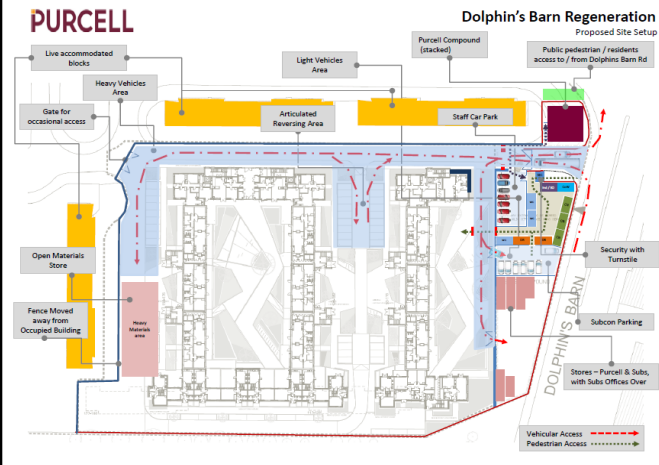 PURCELL
Dolphin's Barn Regeneration
Proposed Site Setup
Live accommodated
blocks
Heavy Vehicles
Area
Gate for
occasional access
Light Vehicles
Area
Articulated
Reversing Area
Purcell Compound
(stacked)
Staff Car Park
Public pedestrian / residents
access to / from Dolphins Barn Rd
Open Materials
Store
Fence Moved
away from
Occupied Building
Heavy
Materials
area
Security with
Turnstile
Subcon Parking
Stores – Purcell & Subs,
with Subs Offices Over
DOLPHIN'S BARN
Vehicular Access
Pedestrian Access